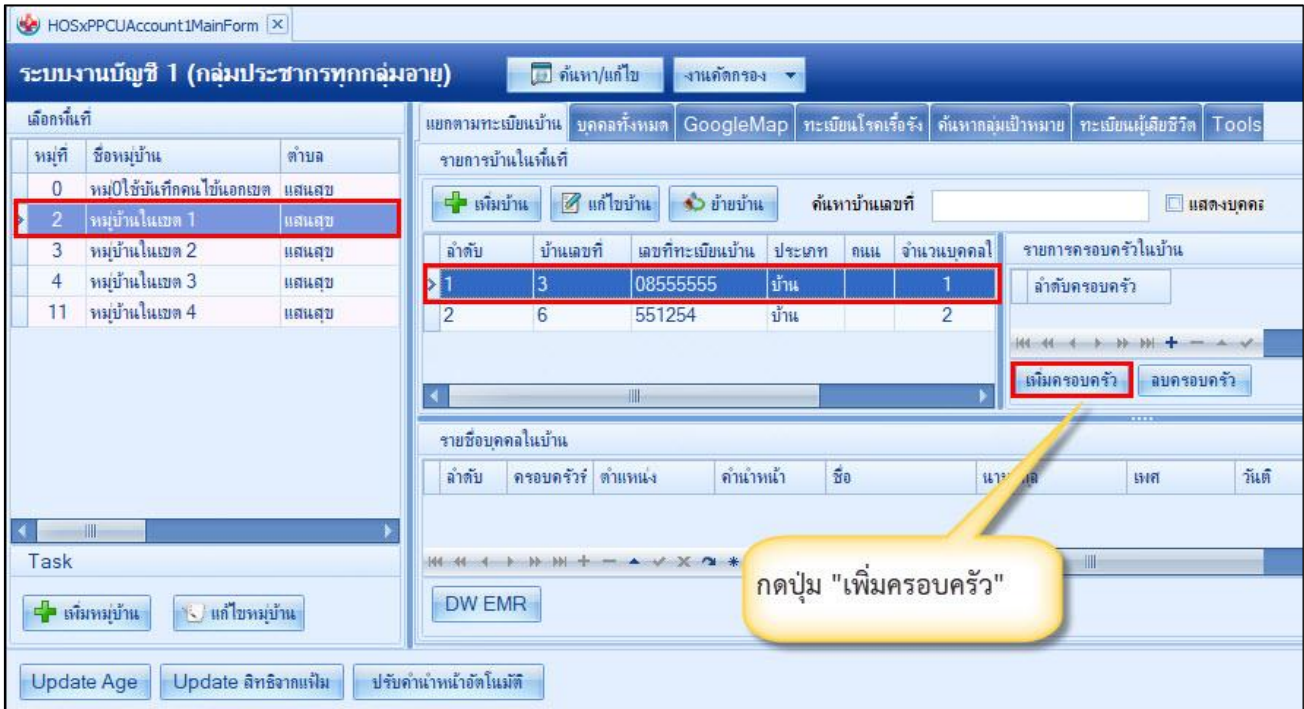 HOSxPPCUAccount1MainForm
ระบบงานบัญชี 1 (กลุ่มประชากรทุกกลุ่มอายุ) ค้นหา/แก้ไข งานคัดกรอง
เลือกพื้นที่
หมู่ที่ ชื่อหมู่บ้าน ตำบล
0 หมู่0ใช้บันทึกคนไข้นอกเขต แสนสุข
2 หมู่บ้านในเขต 1 แสนสุข
3 หมู่บ้านในเขต 2 แสนสุข
4 หมู่บ้านในเขต 3 แสนสุข
11 หมู่บ้านในเขต 4 แสนสุข
Task
เพิ่มหมู่บ้าน แก้ไขหมู่บ้าน
แยกตามทะเบียนบ้าน บุคคลทั้งหมด GoogleMap ทะเบียนโรคเรื้อรัง ค้นหากลุ่มเป้าหมาย ทะเบียนผู้เสียชีวิต Tools
รายการบ้านในพื้นที่
เพิ่มบ้าน แก้ไขบ้าน ย้ายบ้าน ค้นหาบ้านเลขที่ แสดงบุคคล
ลำดับ บ้านเลขที่ เลขที่ทะเบียนบ้าน ประเภท ถนน จำนวนบุคคลใ
1 3 08555555 บ้าน 1
2 6 551254 บ้าน 2
รายการครอบครัวในบ้าน
ลำดับครอบครัว
เพิ่มครอบครัว ลบครอบครัว
รายชื่อบุคคลในบ้าน
ลำดับ ครอบครัวที่ ตำแหน่ง คำนำหน้า ชื่อ เพศ วันที่
กดปุ่ม "เพิ่มครอบครัว"
DW EMR
Update Age Update สิทธิจากแฟ้ม ปรับคำนำหน้าอัตโนมัติ